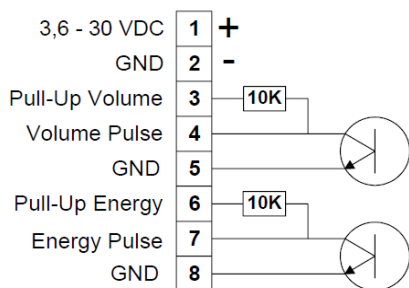 3,6 - 30 VDC 1 +
GND 2 -
Pull-Up Volume 3 10K
Volume Pulse 4
GND 5
Pull-Up Energy 6 10K
Energy Pulse 7
GND 8